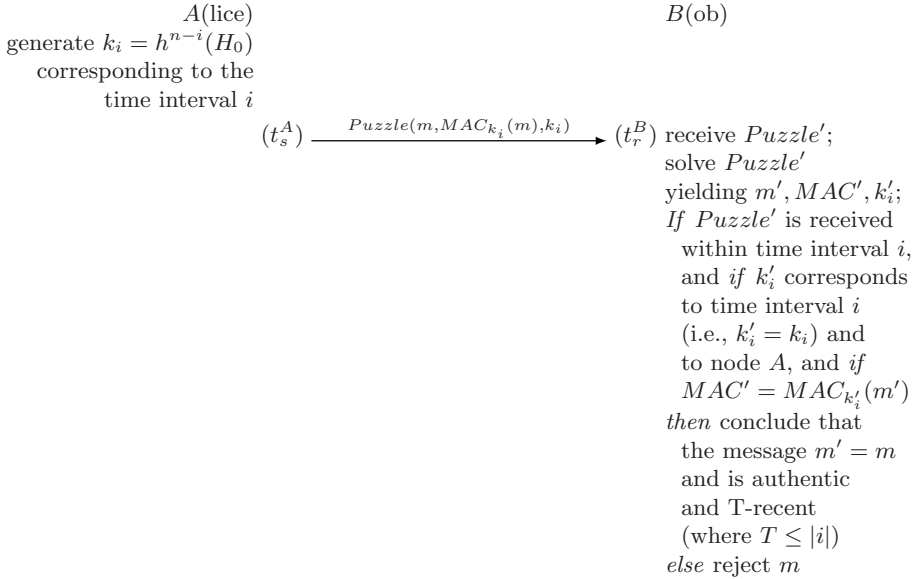 A(lice)
B(ob)
generate k_i = h^{n−i}(H_0)
corresponding to the
time interval i
(t_s^A)
Puzzle(m,MAC_{k_i}(m),k_i)
(t_r^B) receive Puzzle′;
solve Puzzle′
yielding m′, MAC′, k_i′;
If Puzzle′ is received
within time interval i,
and if k_i′ corresponds
to time interval i
(i.e., k_i′ = k_i) and
to node A, and if
MAC′ = MAC_{k_i′}(m′)
then conclude that
the message m′ = m
and is authentic
and T-recent
(where T ≤ |i|)
else reject m